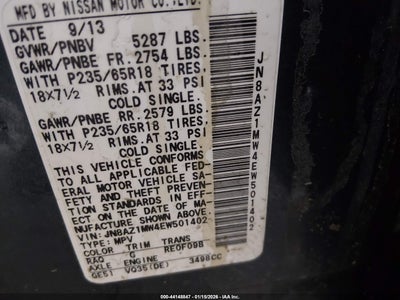 MFD BY NISSAN MOTOR CO.,LTD.
DATE 9/13
GVWR/PNBV 5287 LBS.
GAWR/PNBE FR. 2754 LBS.
WITH P235/65R18 TIRES.
18X7½ RIMS.AT 33 PSI
COLD SINGLE.
GAWR/PNBE RR. 2579 LBS.
WITH P235/65R18 TIRES.
18X7½ RIMS.AT 33 PSI
COLD SINGLE.
THIS VEHICLE CONFORMS
TO ALL APPLICABLE FED-
ERAL MOTOR VEHICLE SA-
FETY AND THEFT PREVEN-
TION STANDARDS IN
EFFECT ON THE DATE OF MA-
NUFACTURE SHOWN ABOVE.
VIN: JN8AZ1MW4EW501402
TYPE: MPV
COLOR TRIM TRANS
RAQ G RE0F09B
AXLE ENGINE
GE51 VQ35(DE) 3498CC
JN8AZ1MW4EW501402
000-44148847 01/15/2026 IAA Inc.